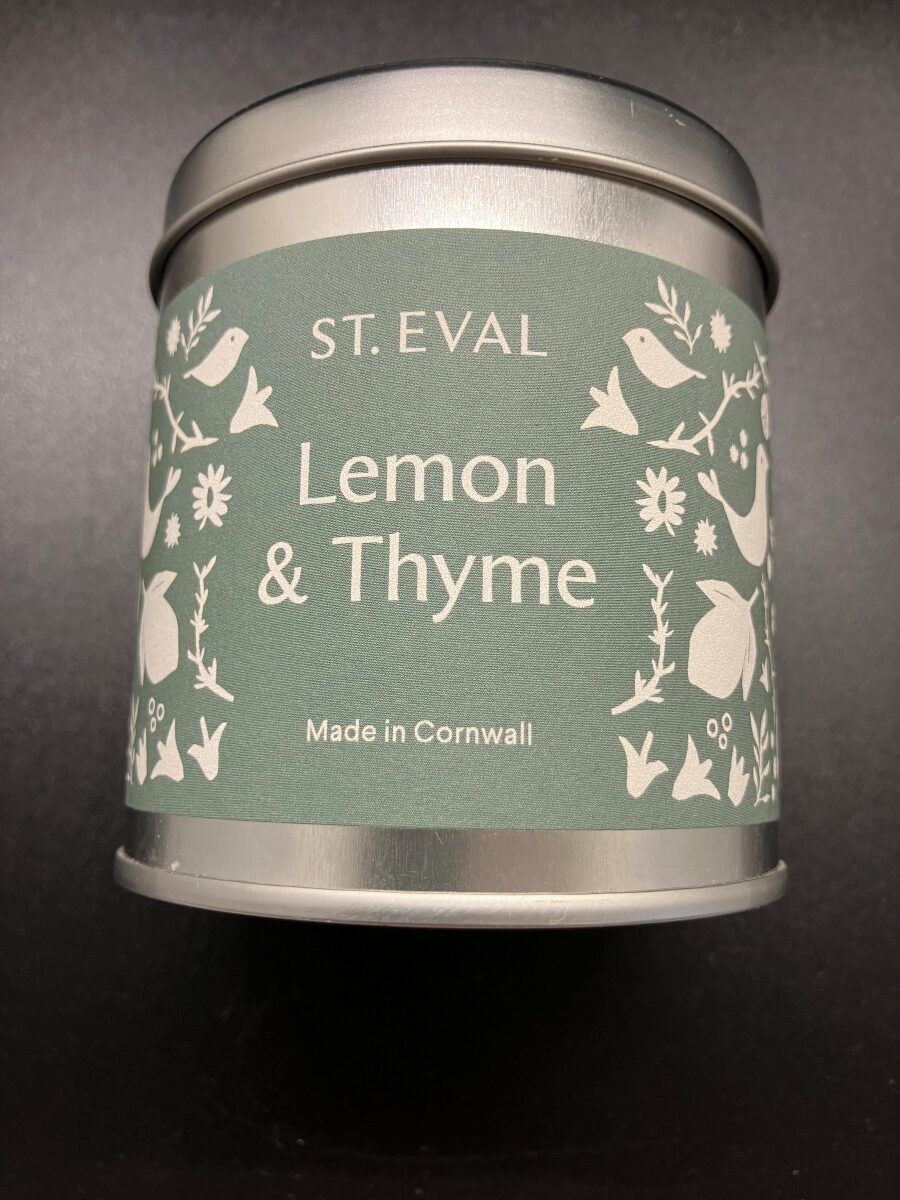 ST. EVAL
Lemon
& Thyme
Made in Cornwall